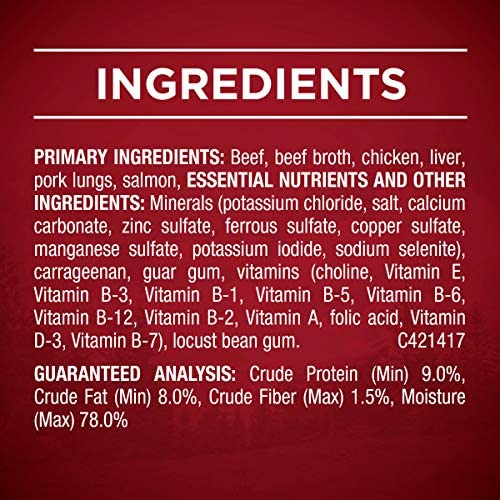 INGREDIENTS
PRIMARY INGREDIENTS: Beef, beef broth, chicken, liver,
pork lungs, salmon, ESSENTIAL NUTRIENTS AND OTHER
INGREDIENTS: Minerals (potassium chloride, salt, calcium
carbonate, zinc sulfate, ferrous sulfate, copper sulfate,
manganese sulfate, potassium iodide, sodium selenite),
carrageenan, guar gum, vitamins (choline, Vitamin E,
Vitamin B-3, Vitamin B-1, Vitamin B-5, Vitamin B-6,
Vitamin B-12, Vitamin B-2, Vitamin A, folic acid, Vitamin
D-3, Vitamin B-7), locust bean gum. C421417
GUARANTEED ANALYSIS: Crude Protein (Min) 9.0%,
Crude Fat (Min) 8.0%, Crude Fiber (Max) 1.5%, Moisture
(Max) 78.0%